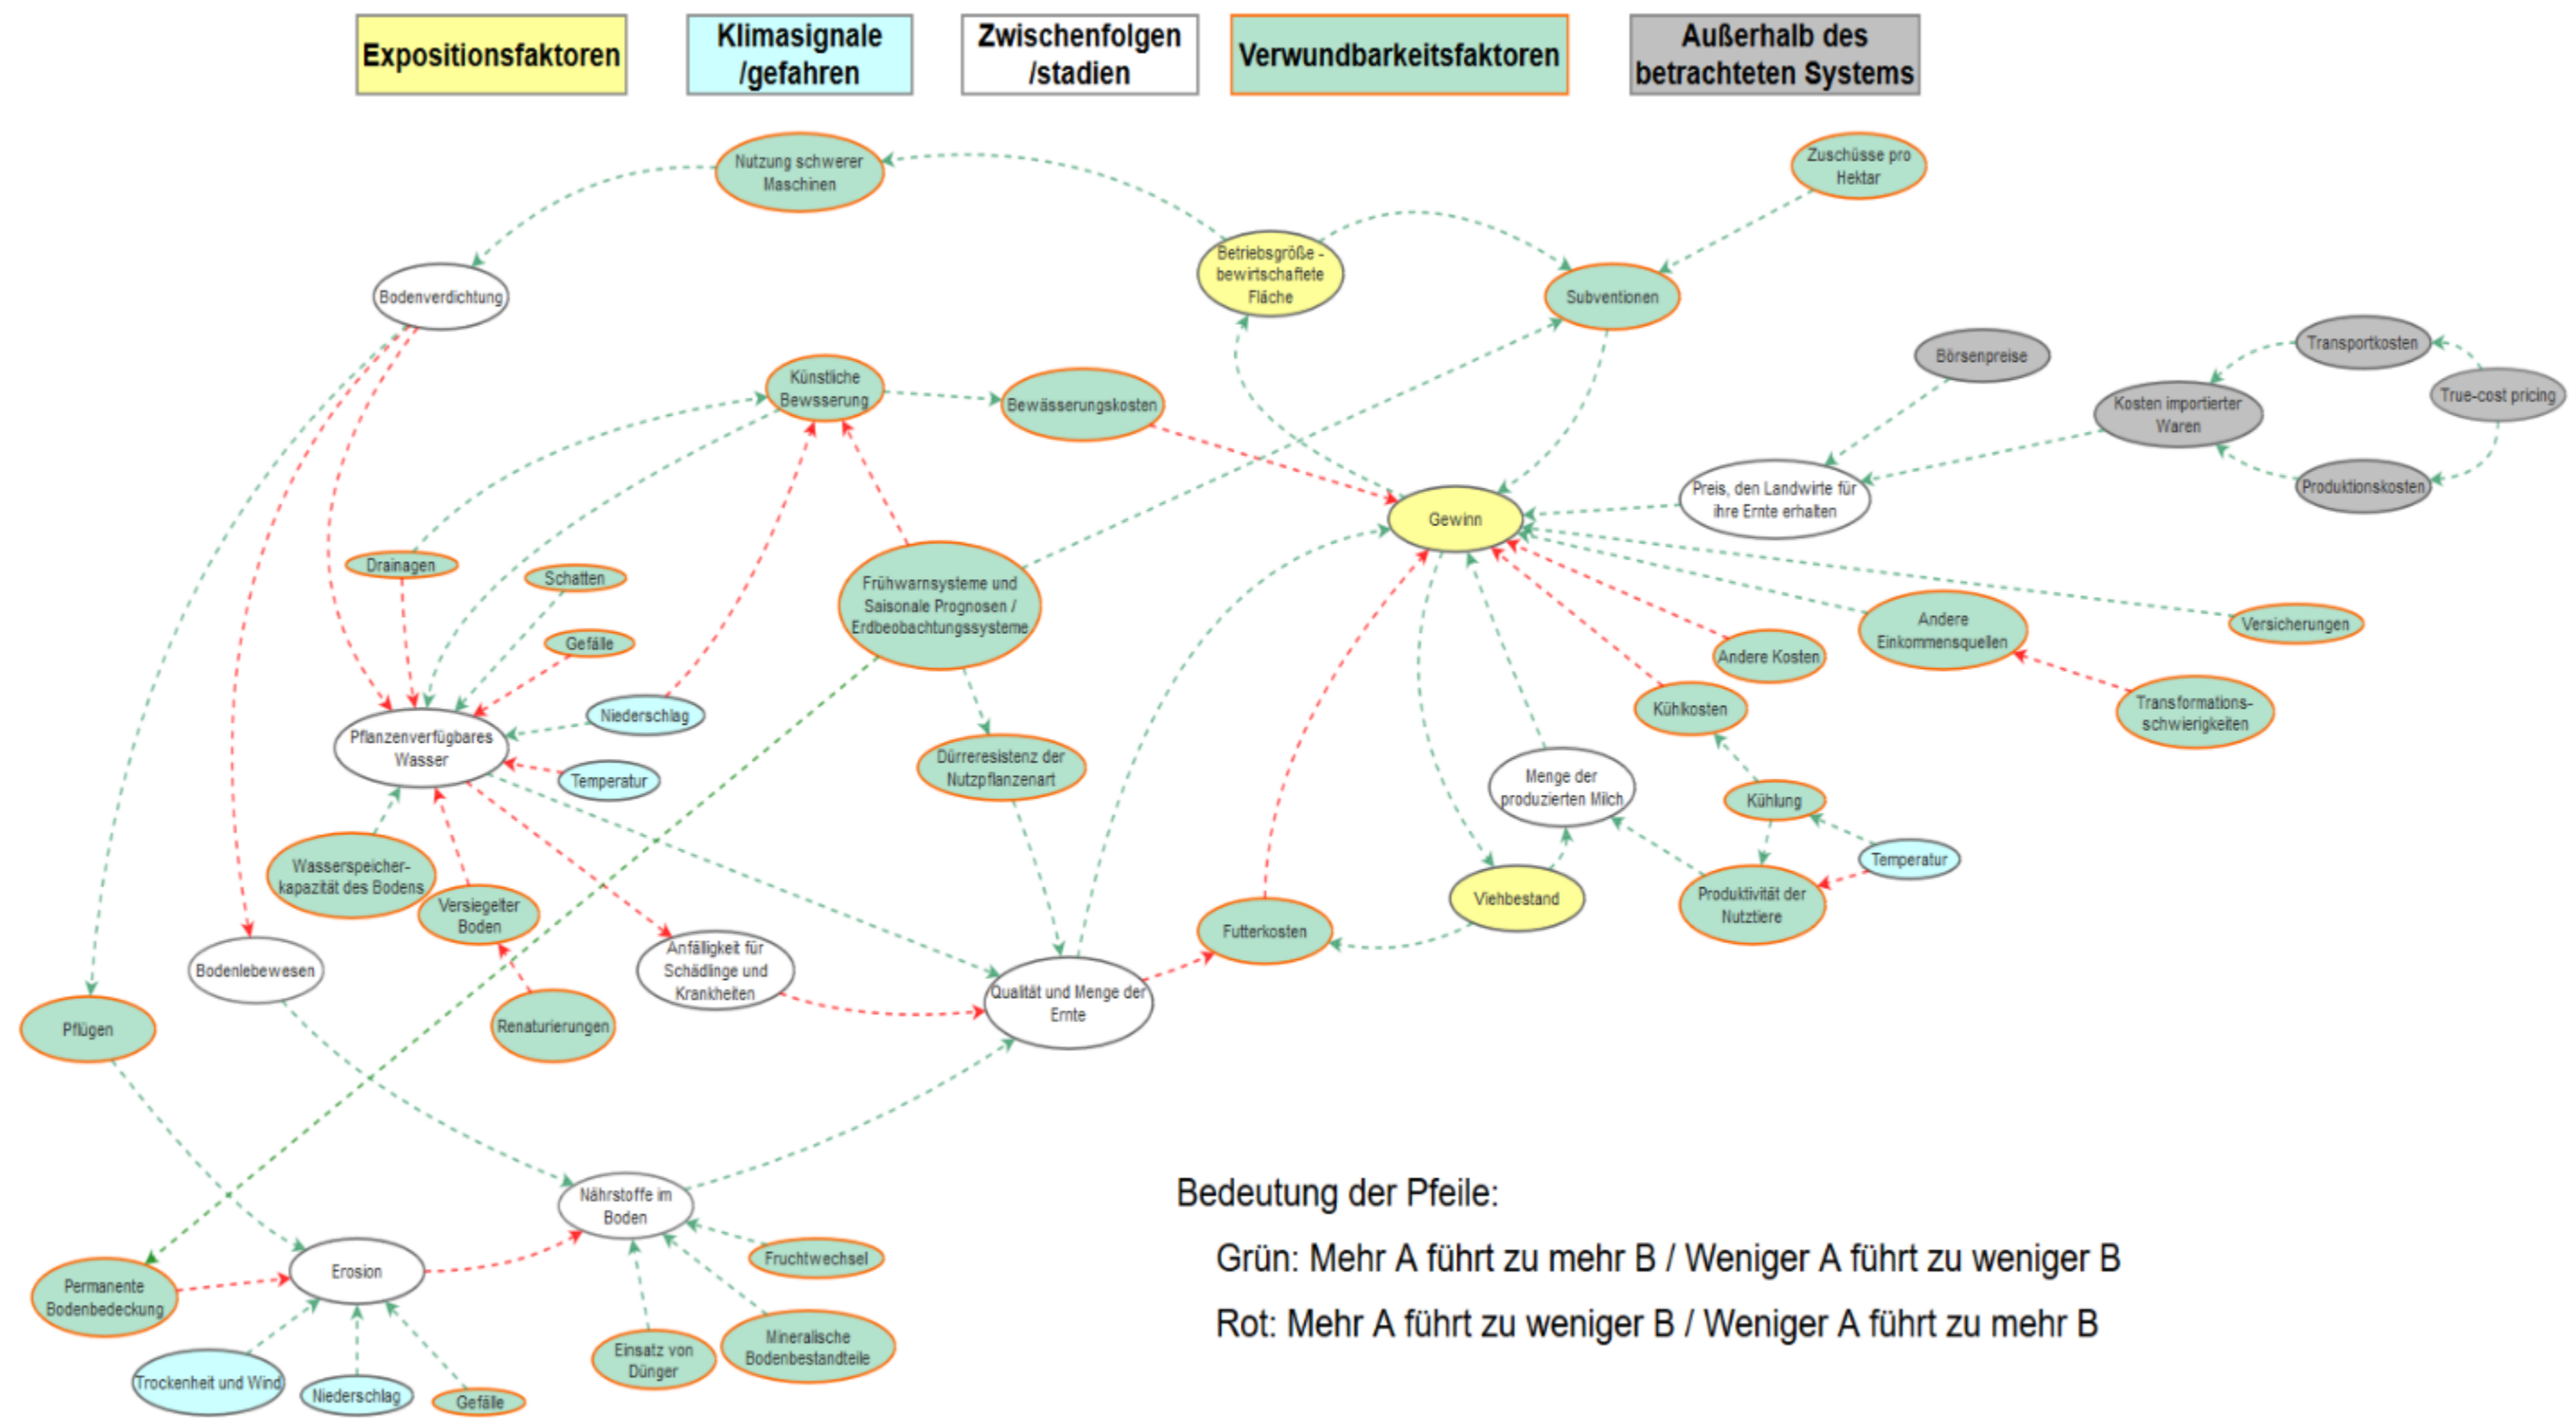 Expositionsfaktoren
Klimasignale
/gefahren
Zwischenfolgen
/stadien
Verwundbarkeitsfaktoren
Außerhalb des
betrachteten Systems
Nutzung schwerer
Maschinen
Zuschüsse pro
Hektar
Betriebsgröße -
bewirtschaftete
Fläche
Bodenverdichtung
Subventionen
Börsenpreise
Transportkosten
True-cost pricing
Künstliche
Bewsserung
Bewässerungskosten
Kosten importierter
Waren
Preis, den Landwirte für
ihre Ernte erhalten
Produktionskosten
Gewinn
Drainagen
Schatten
Frühwarnsysteme und
Saisonale Prognosen /
Erdbeobachtungssysteme
Gefälle
Andere
Einkommensquellen
Versicherungen
Andere Kosten
Niederschlag
Kühlkosten
Transformations-
schwierigkeiten
Pflanzenverfügbares
Wasser
Temperatur
Dürreresistenz der
Nutzpflanzenart
Menge der
produzierten Milch
Kühlung
Temperatur
Wasserspeicher-
kapazität des Bodens
Versiegelter
Boden
Viehbestand
Produktivität der
Nutztiere
Futterkosten
Bodenlebewesen
Anfälligkeit für
Schädlinge und
Krankheiten
Qualität und Menge der
Ernte
Pflügen
Renaturierungen
Nährstoffe im
Boden
Bedeutung der Pfeile:
Grün: Mehr A führt zu mehr B / Weniger A führt zu weniger B
Rot: Mehr A führt zu weniger B / Weniger A führt zu mehr B
Fruchtwechsel
Erosion
Permanente
Bodenbedeckung
Einsatz von
Dünger
Mineralische
Bodenbestandteile
Trockenheit und Wind
Niederschlag
Gefälle